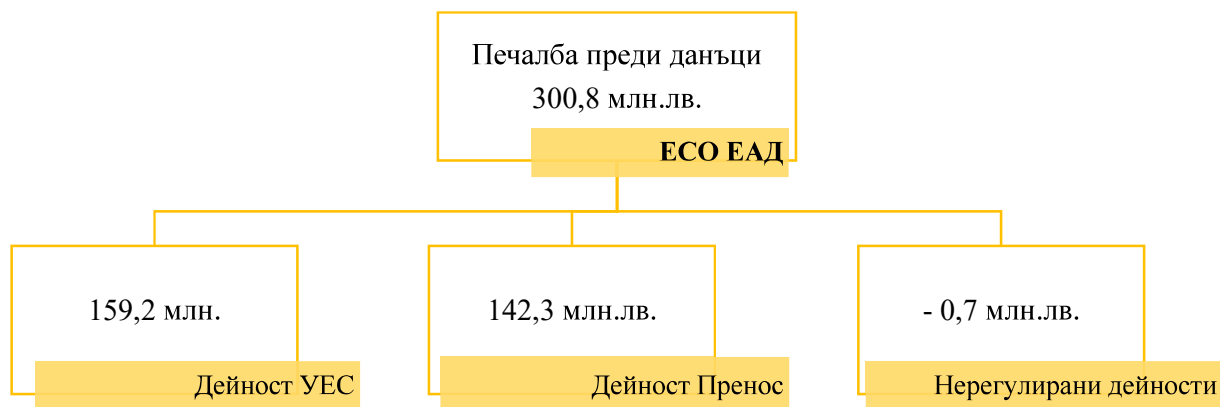 Печалба преди данъци
300,8 млн.лв.
ЕСО ЕАД
159,2 млн.
Дейност УЕС
142,3 млн.лв.
Дейност Пренос
- 0,7 млн.лв.
Нерегулирани дейности